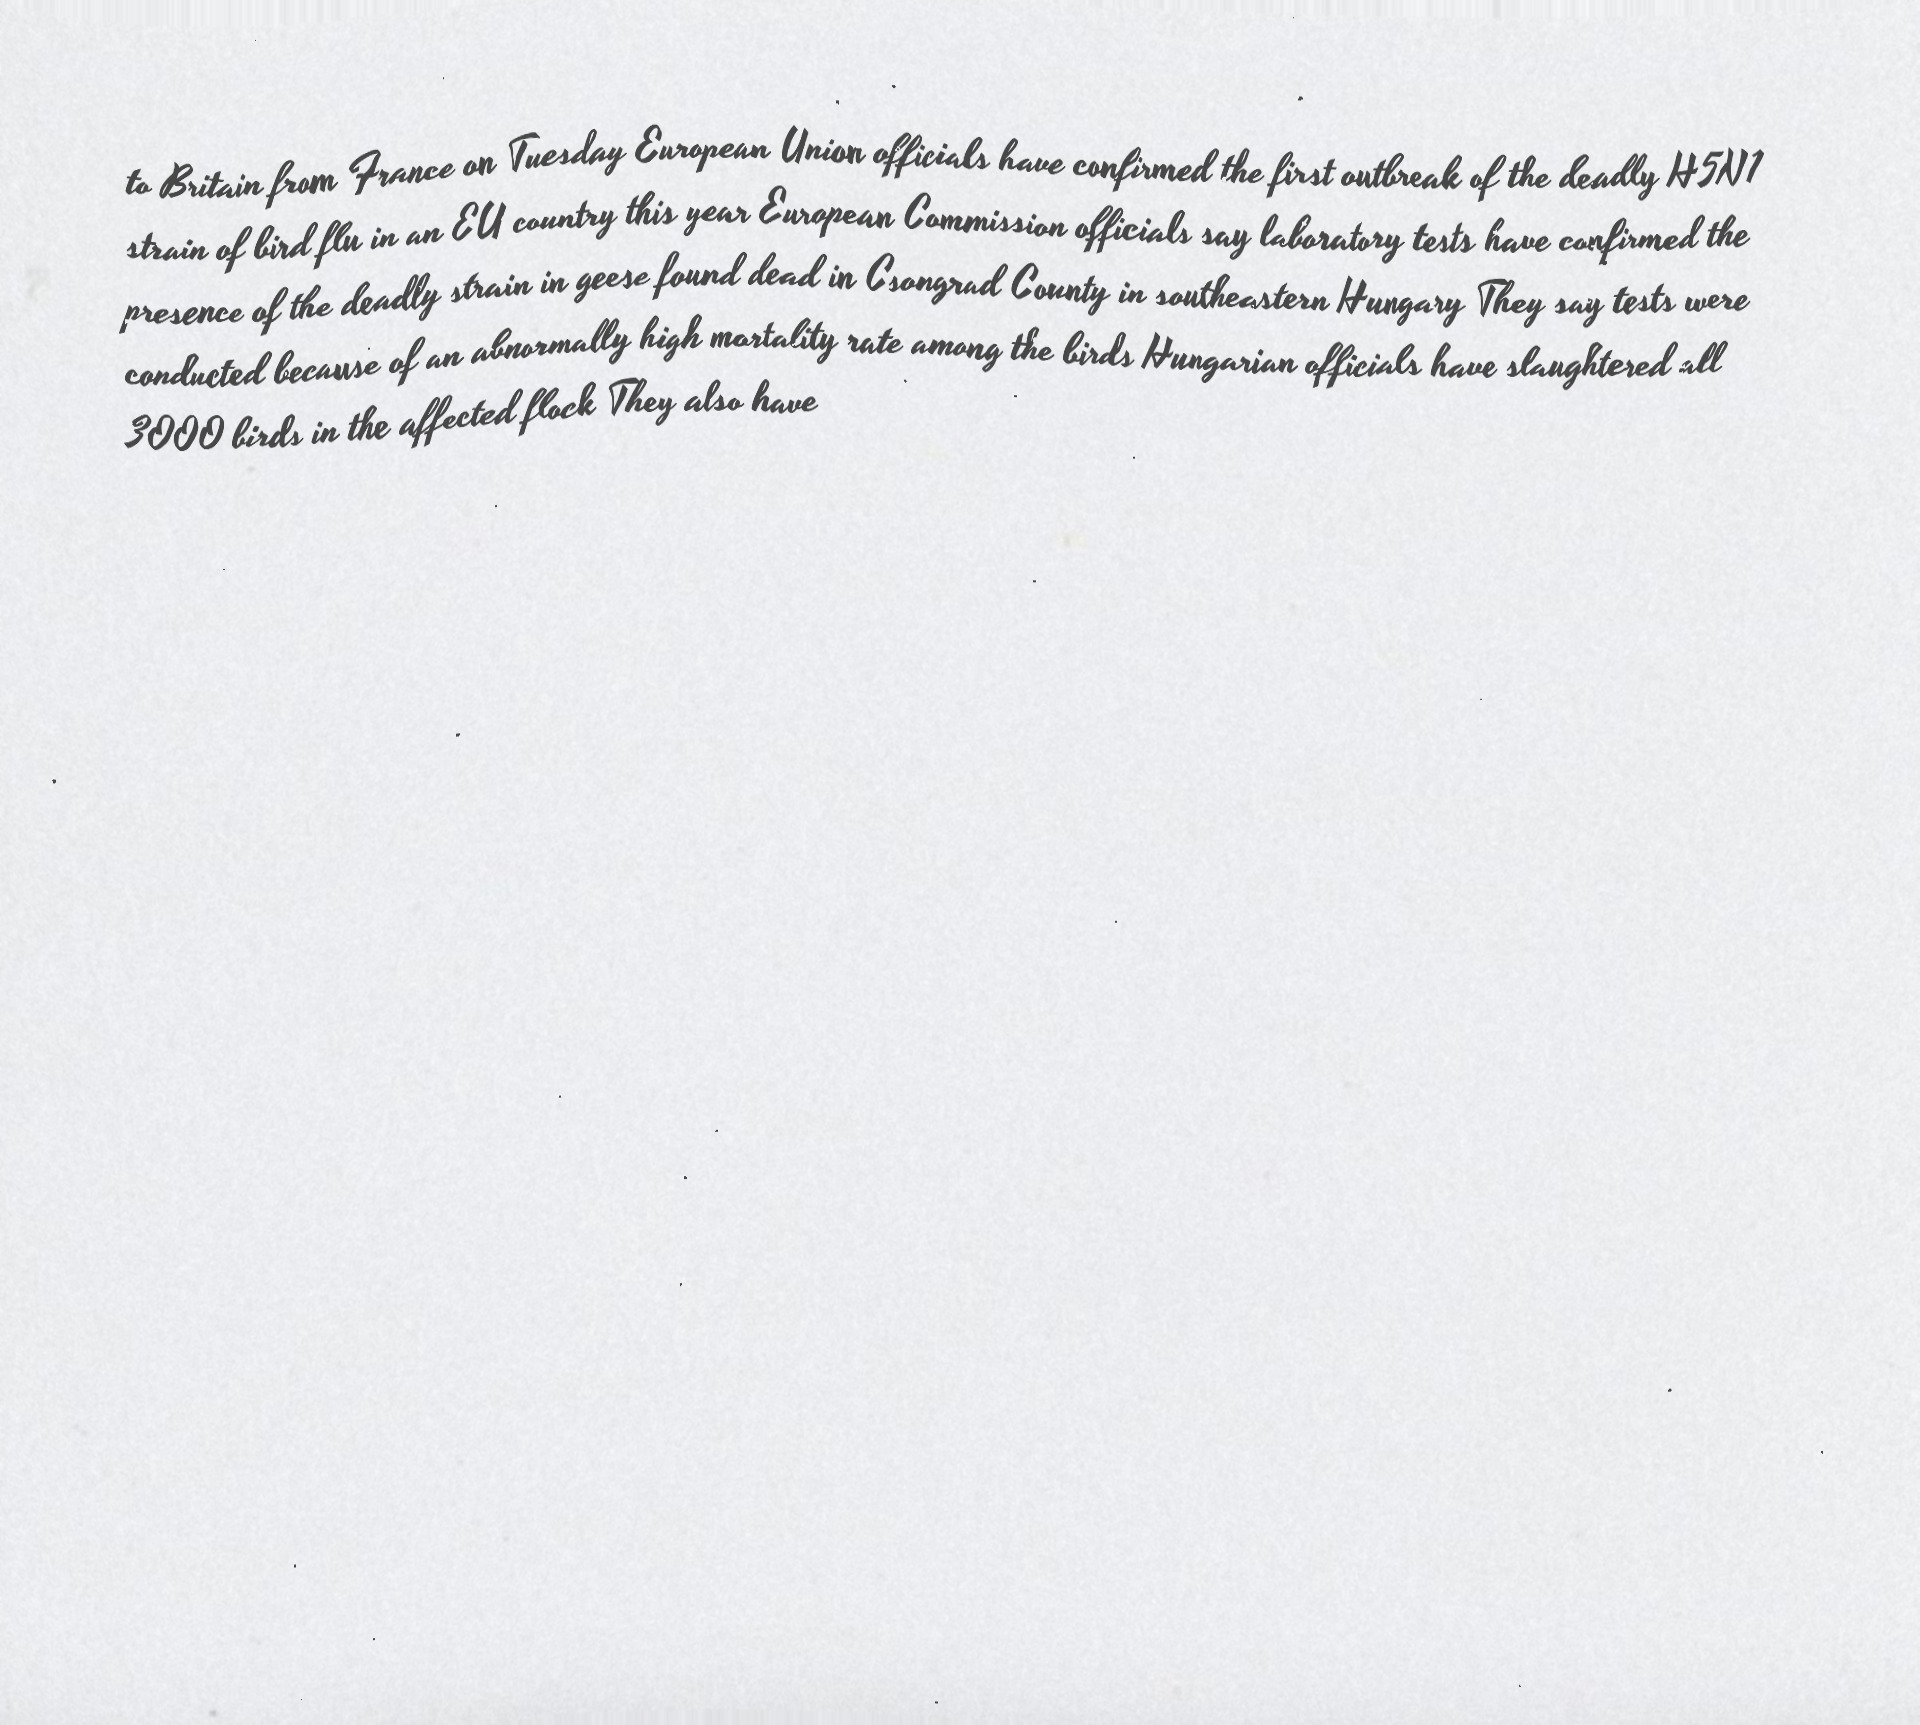 to Britain from France on Tuesday European Union officials have confirmed the first outbreak of the deadly H5N1
strain of bird flu in an EU country this year European Commission officials say laboratory tests have confirmed the
presence of the deadly strain in geese found dead in Csongrad County in southeastern Hungary They say tests were
conducted because of an abnormally high mortality rate among the birds Hungarian officials have slaughtered all
3000 birds in the affected flock They also have